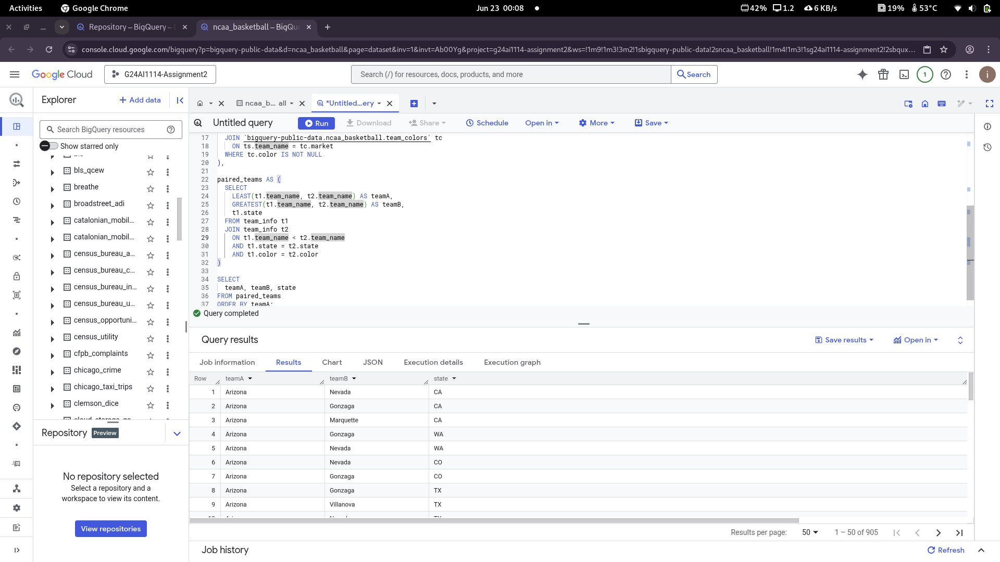 Activities
Google Chrome
Jun 23 00:08
42%
1.2
6 KB/s
19%
53°C
Repository – BigQuery –
ncaa_basketball – BigQue
console.cloud.google.com/bigquery?p=bigquery-public-data&d=ncaa_basketball&page=dataset&inv=1&invt=Ab00Yg&project=g24ai1114-assignment2&ws=!1m9!1m3!3m2!1sbigquery-public-data!2sncaa_basketball!1m4!1m3!1sg24ai1114-assignment2!2sbqux...
Google Cloud
G24AI1114-Assignment2
Search (/) for resources, docs, products, and more
Search
1
i
Explorer
+ Add data
Search BigQuery resources
Show starred only
bls_qcew
breathe
broadstreet_adi
catalonian_mobil...
catalonian_mobil...
census_bureau_a...
census_bureau_c...
census_bureau_in...
census_bureau_u...
census_opportuni...
census_utility
cfpb_complaints
chicago_crime
chicago_taxi_trips
clemson_dice
Repository
Preview
No repository selected
Select a repository and a
workspace to view its content.
View repositories
ncaa_b... all
*Untitled...ery
Untitled query
Run
Download
Share
Schedule
Open in
More
Save
17 JOIN `bigquery-public-data.ncaa_basketball.team_colors` tc
18 ON ts.team_name = tc.market
19 WHERE tc.color IS NOT NULL
20 ),
21
22 paired_teams AS (
23 SELECT
24 LEAST(t1.team_name, t2.team_name) AS teamA,
25 GREATEST(t1.team_name, t2.team_name) AS teamB,
26 t1.state
27 FROM team_info t1
28 JOIN team_info t2
29 ON t1.team_name < t2.team_name
30 AND t1.state = t2.state
31 AND t1.color = t2.color
32 )
33
34 SELECT
35 teamA, teamB, state
36 FROM paired_teams
37 ORDER BY teamA;
Query completed
Query results
Save results
Open in
Job information
Results
Chart
JSON
Execution details
Execution graph
Row teamA teamB state
1 Arizona Nevada CA
2 Arizona Gonzaga CA
3 Arizona Marquette CA
4 Arizona Gonzaga WA
5 Arizona Nevada WA
6 Arizona Nevada CO
7 Arizona Gonzaga CO
8 Arizona Gonzaga TX
9 Arizona Villanova TX
Results per page: 50 1 – 50 of 905
Job history
Refresh